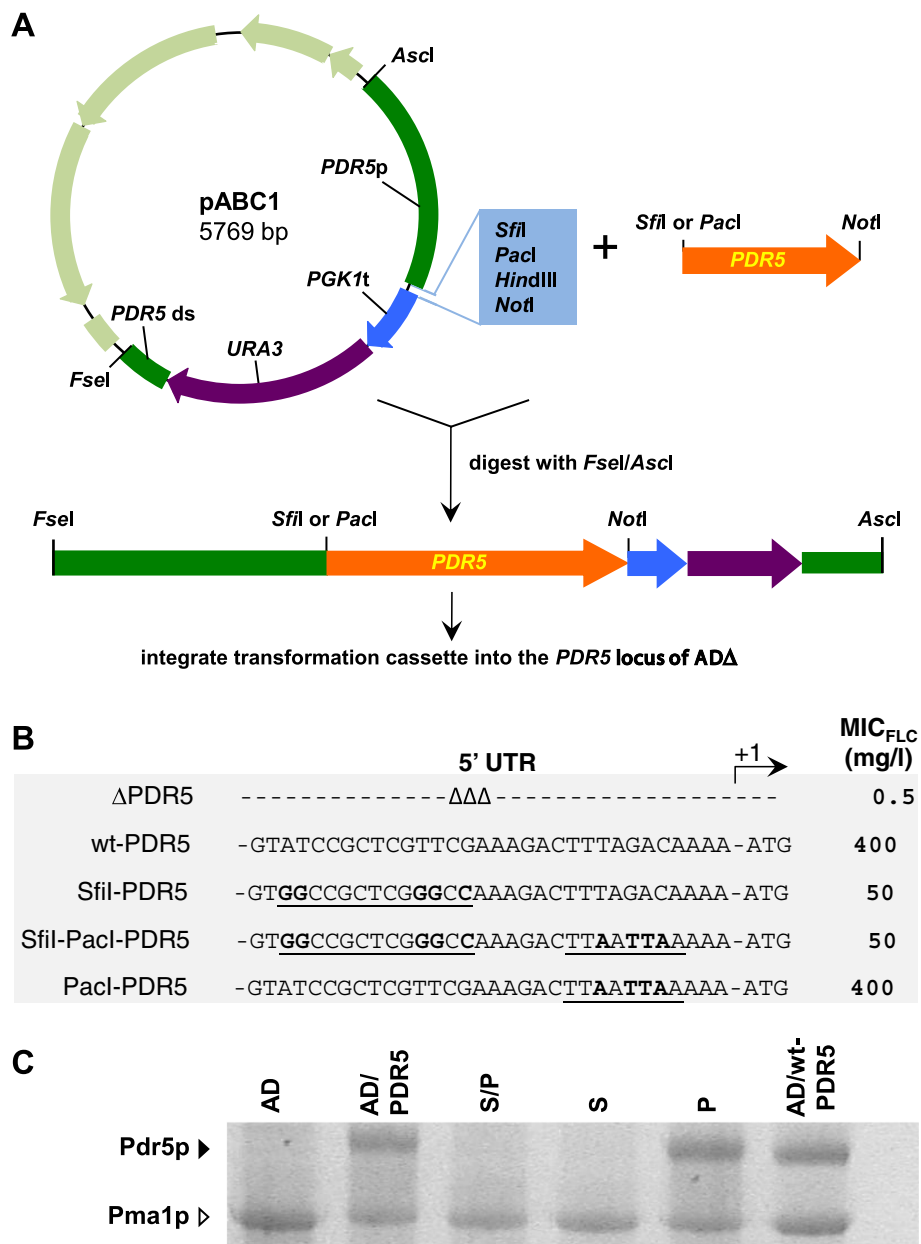 A
AscI
PDR5p
pABC1
5769 bp
SfiI
PacI
HindIII
NotI
+
SfiI or PacI
NotI
PDR5
PGK1t
PDR5 ds
URA3
FseI
digest with FseI/AscI
FseI
SfiI or PacI
NotI
AscI
PDR5
integrate transformation cassette into the PDR5 locus of ADΔ
B
5' UTR
+1
MICFLC
(mg/l)
ΔPDR5 - - - - - - - - - - - - - - - ΔΔΔ - - - - - - - - - - - - - - - - - - - - 0.5
wt-PDR5 -GTATCCGCTCGTTCGAAAGACTTTAGACAAAA-ATG 400
SfiI-PDR5 -GTGGCCGCTCGGGCCAAAGACTTTAGACAAAA-ATG 50
SfiI-PacI-PDR5 -GTGGCCGCTCGGGCCAAAGACTTAATTAAAAA-ATG 50
PacI-PDR5 -GTATCCGCTCGTTCGAAAGACTTAATTAAAAA-ATG 400
C
AD
AD/
PDR5
S/P
S
P
AD/wt-
PDR5
Pdr5p
Pma1p